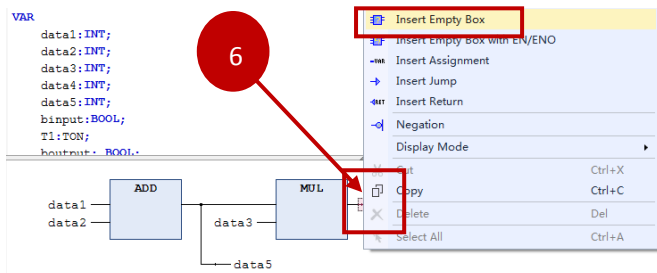 VAR
data1:INT;
data2:INT;
data3:INT;
data4:INT;
data5:INT;
binput:BOOL;
T1:TON;
boutput: BOOL;
6
Insert Empty Box
Insert Empty Box with EN/ENO
VAR Insert Assignment
Insert Jump
RET Insert Return
Negation
Display Mode
Cut Ctrl+X
Copy Ctrl+C
Delete Del
Select All Ctrl+A
ADD
data1
data2
MUL
data3
data5